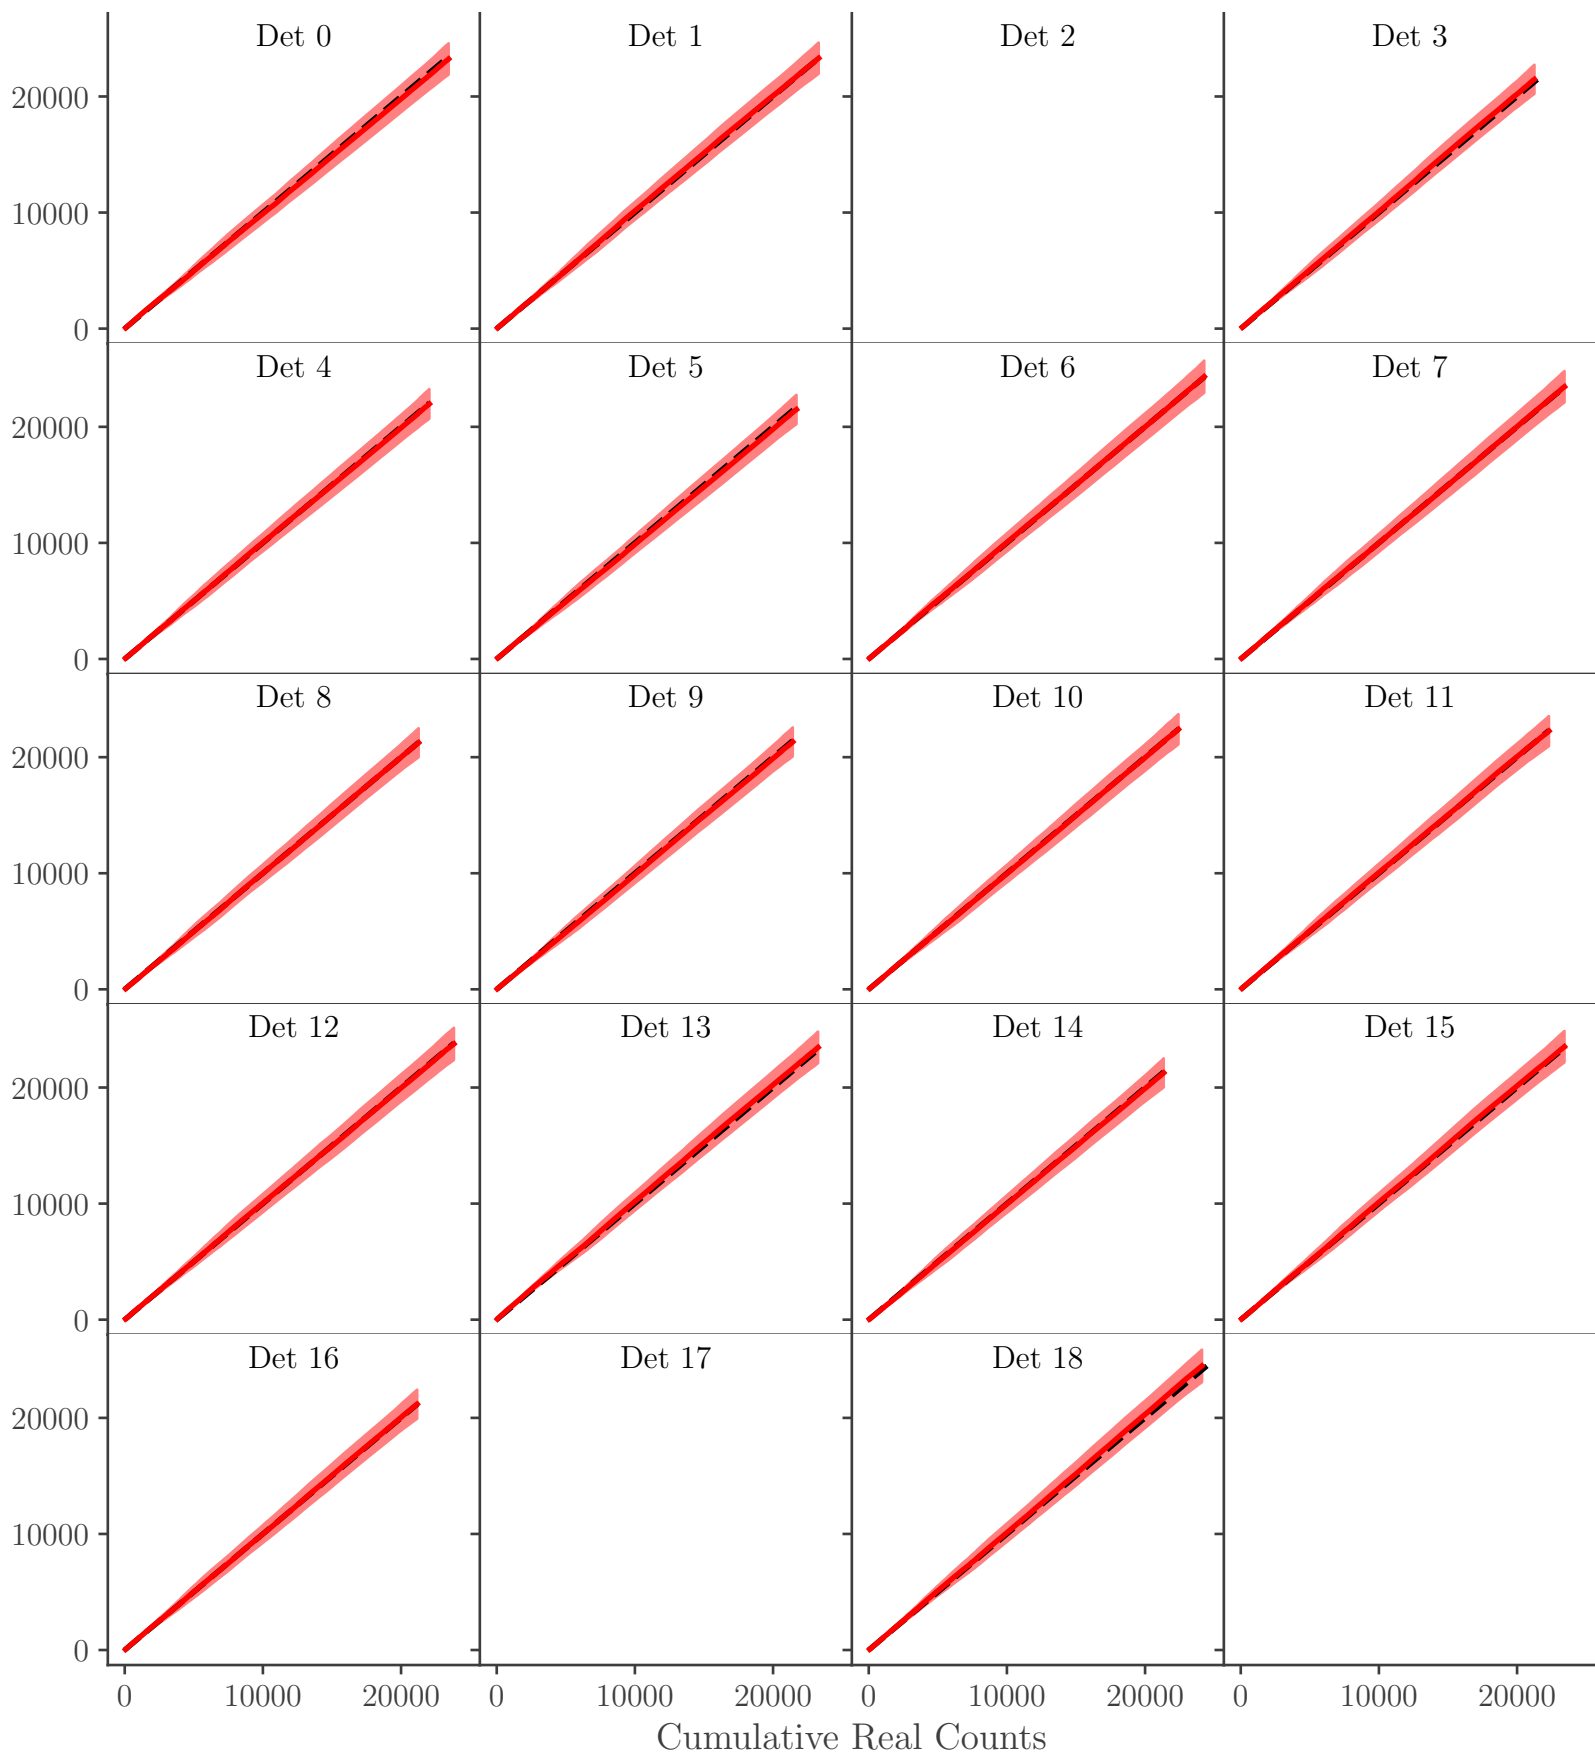 Det 0 Det 1 Det 2 Det 3
20000
10000
0
Det 4 Det 5 Det 6 Det 7
20000
10000
0
Det 8 Det 9 Det 10 Det 11
20000
10000
0
Det 12 Det 13 Det 14 Det 15
20000
10000
0
Det 16 Det 17 Det 18
20000
10000
0
0 10000 20000 0 10000 20000 0 10000 20000 0 10000 20000
Cumulative Real Counts